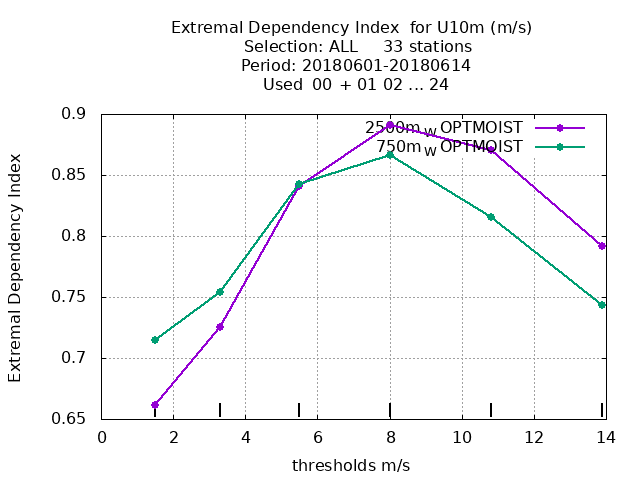 Extremal Dependency Index  for U10m (m/s)
Selection: ALL     33 stations
Period: 20180601-20180614
Used  00 + 01 02 ... 24
2500m W OPTMOIST
750m W OPTMOIST
Extremal Dependency Index
0.9
0.85
0.8
0.75
0.7
0.65
0 2 4 6 8 10 12 14
thresholds m/s